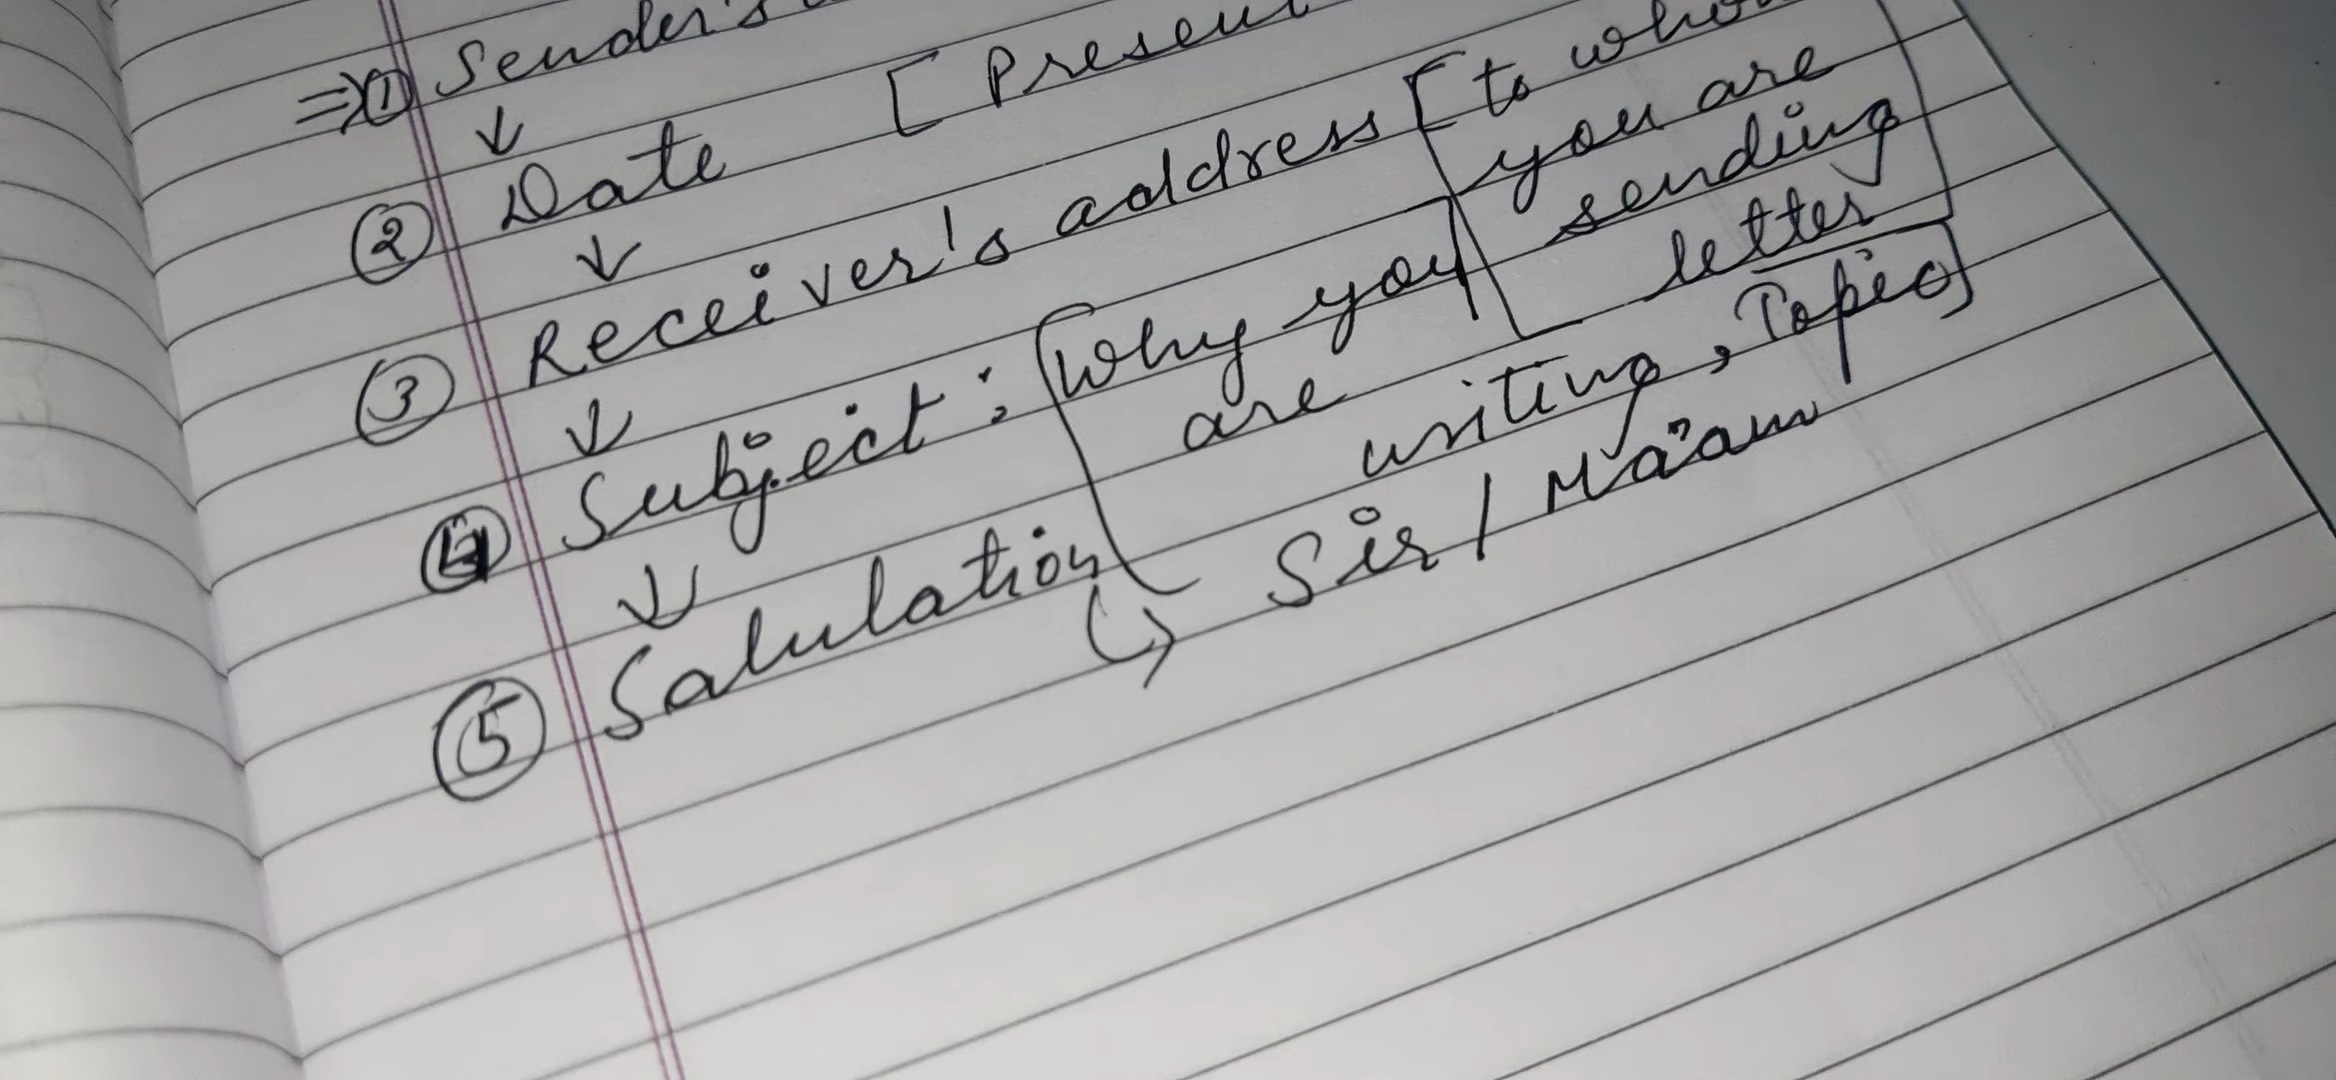 ⇒ ① Sender's
↓
② Date [ Present
↓
③ Receiver's address [ to
you are
sending
letter
↓
④ Subject : [ Why you
are
writing, Topic]
↓
⑤ Salutation
↳ Sir / Ma'am